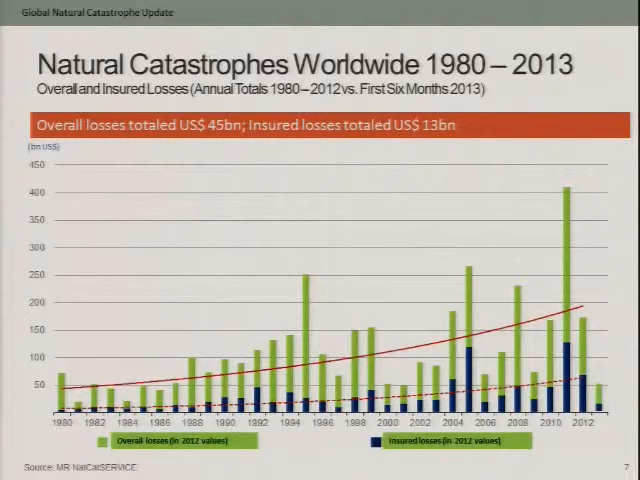 Global Natural Catastrophe Update
Natural Catastrophes Worldwide 1980 – 2013
Overall and Insured Losses (Annual Totals 1980 – 2012 vs. First Six Months 2013)
Overall losses totaled US$ 45bn; Insured losses totaled US$ 13bn
(bn US$)
450
400
350
300
250
200
150
100
50
1980 1982 1984 1986 1988 1990 1992 1994 1996 1998 2000 2002 2004 2006 2008 2010 2012
Overall losses (in 2012 values) Insured losses (in 2012 values)
Source: MR NatCatSERVICE 7